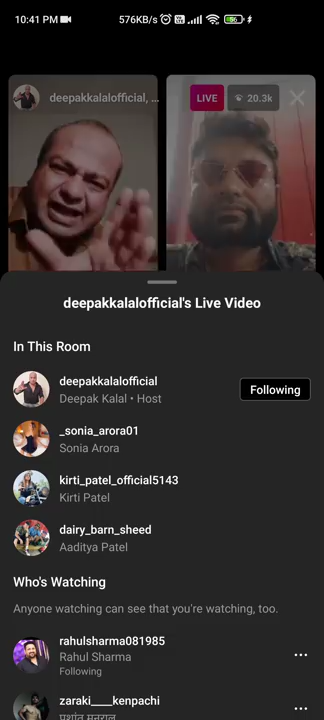 10:41 PM 576KB/s 56
deepakkalalofficial, ...
LIVE 20.3k
deepakkalalofficial's Live Video
In This Room
deepakkalalofficial
Deepak Kalal • Host
Following
_sonia_arora01
Sonia Arora
kirti_patel_official5143
Kirti Patel
dairy_barn_sheed
Aaditya Patel
Who's Watching
Anyone watching can see that you're watching, too.
rahulsharma081985
Rahul Sharma
Following
zaraki____kenpachi